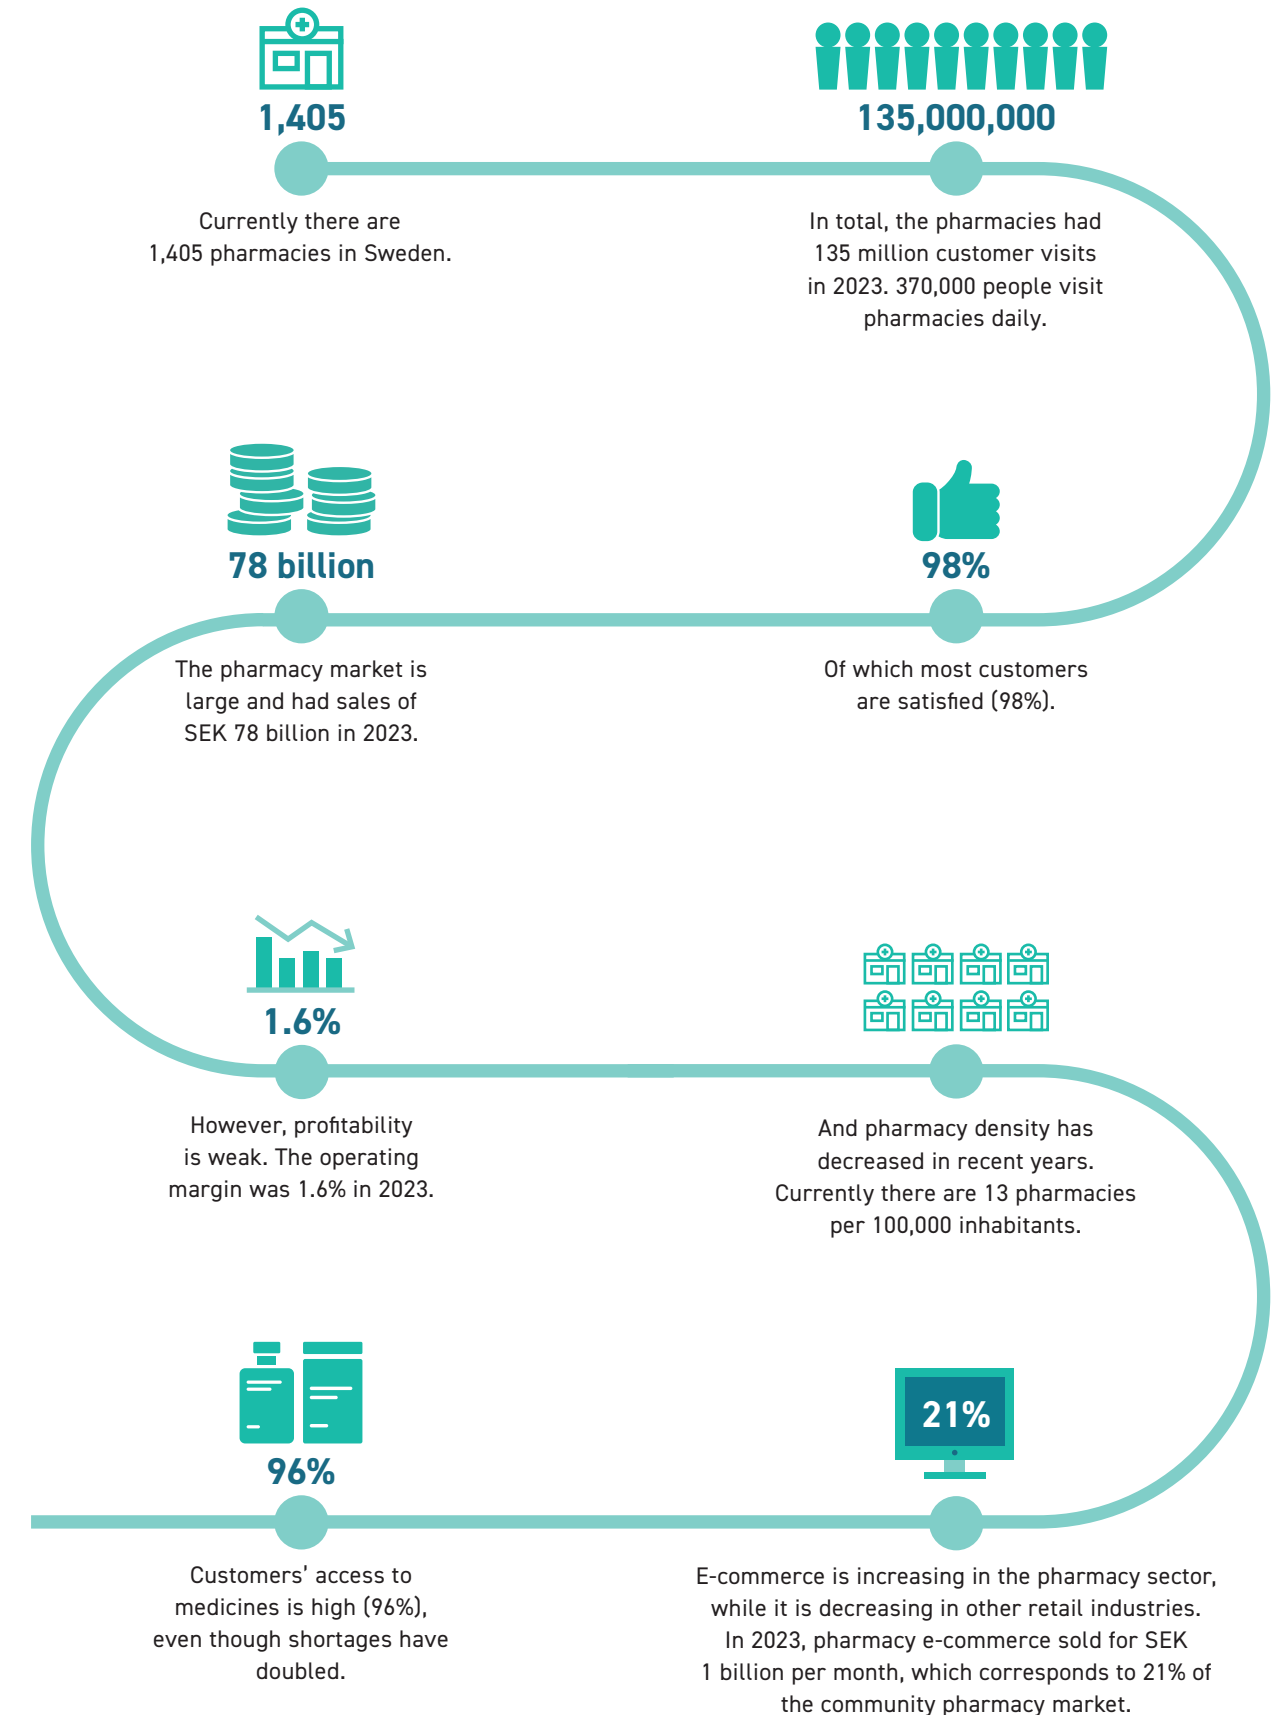 1,405
Currently there are
1,405 pharmacies in Sweden.
135,000,000
In total, the pharmacies had
135 million customer visits
in 2023. 370,000 people visit
pharmacies daily.
98%
Of which most customers
are satisfied (98%).
78 billion
The pharmacy market is
large and had sales of
SEK 78 billion in 2023.
1.6%
However, profitability
is weak. The operating
margin was 1.6% in 2023.
And pharmacy density has
decreased in recent years.
Currently there are 13 pharmacies
per 100,000 inhabitants.
21%
E-commerce is increasing in the pharmacy sector,
while it is decreasing in other retail industries.
In 2023, pharmacy e-commerce sold for SEK
1 billion per month, which corresponds to 21% of
the community pharmacy market.
96%
Customers’ access to
medicines is high (96%),
even though shortages have
doubled.